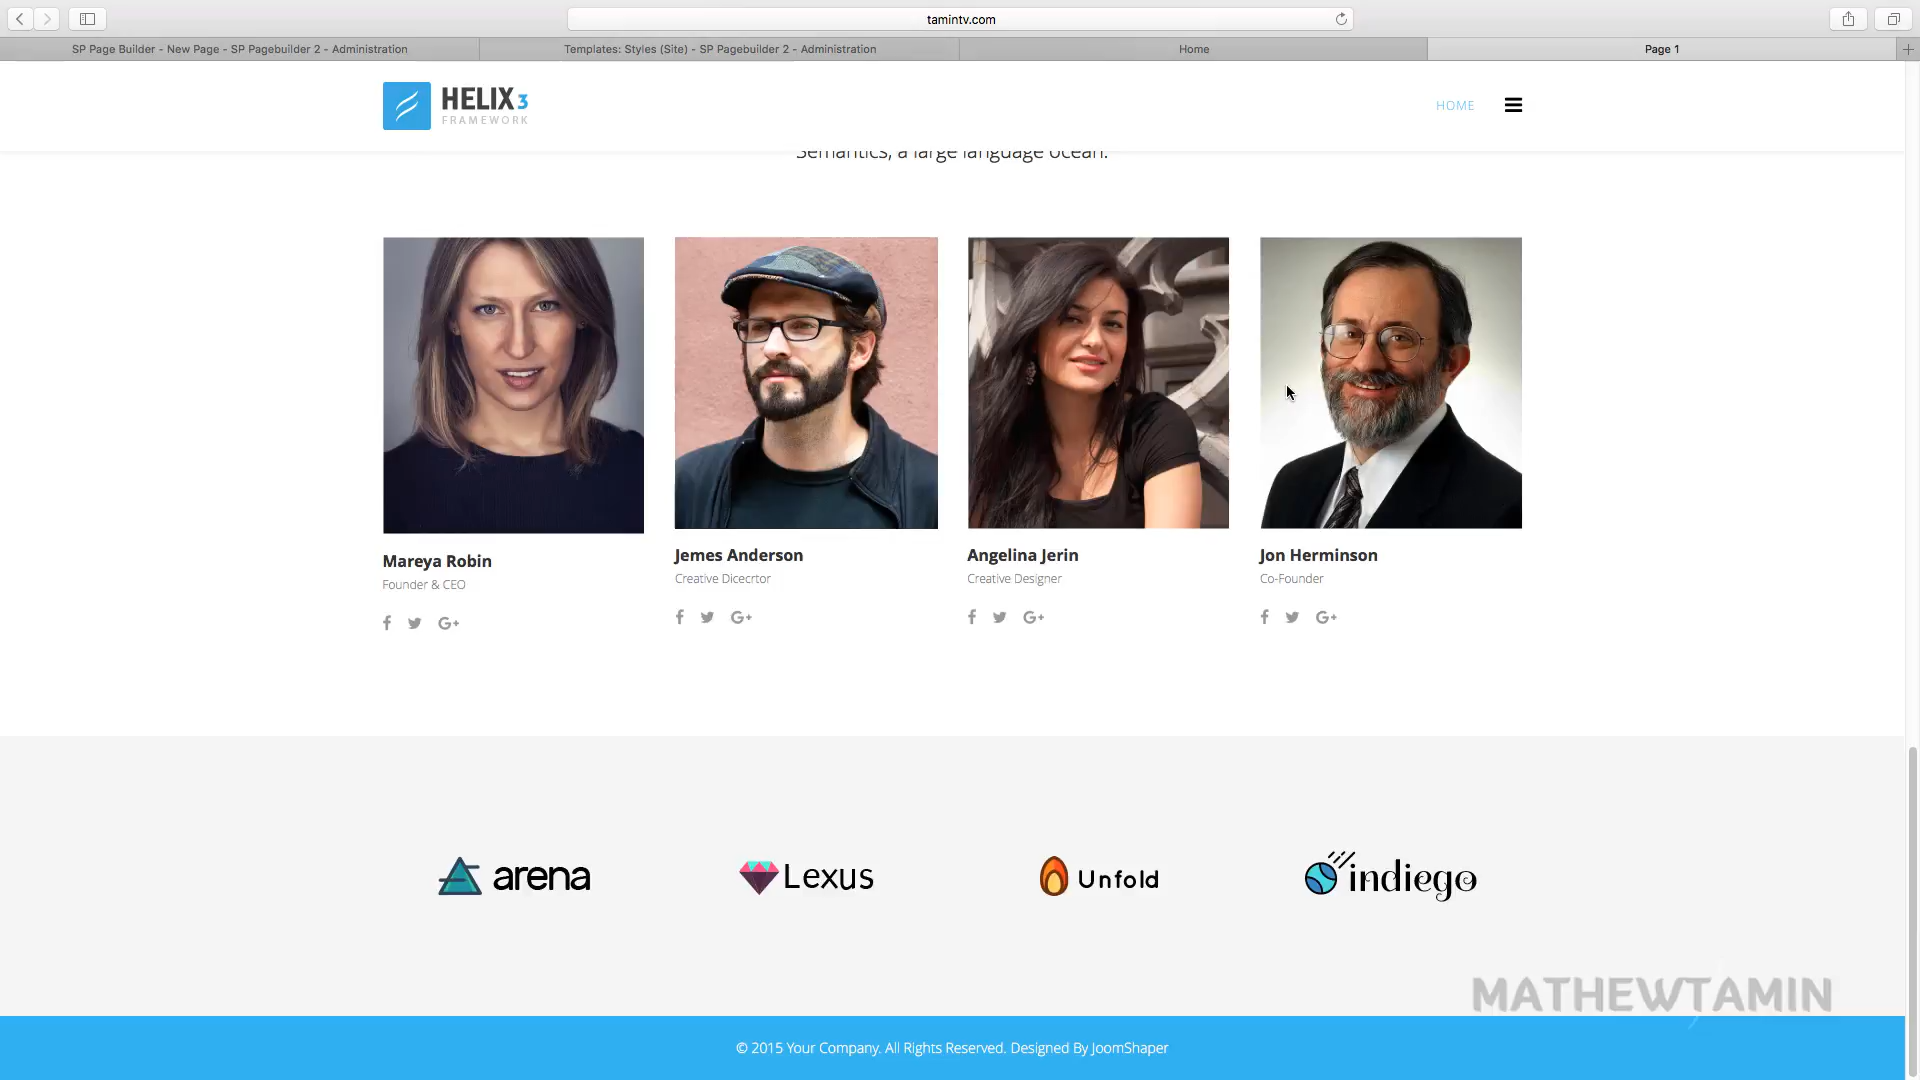 tamintv.com
SP Page Builder - New Page - SP Pagebuilder 2 - Administration
Templates: Styles (Site) - SP Pagebuilder 2 - Administration
Home
Page 1
HELIX 3
FRAMEWORK
HOME
Semantics, a large language ocean.
Mareya Robin
Founder & CEO
Jemes Anderson
Creative Dicecrtor
Angelina Jerin
Creative Designer
Jon Herminson
Co-Founder
G+
G+
G+
G+
arena
Lexus
Unfold
indiego
MATHEWTAMIN
© 2015 Your Company. All Rights Reserved. Designed By JoomShaper